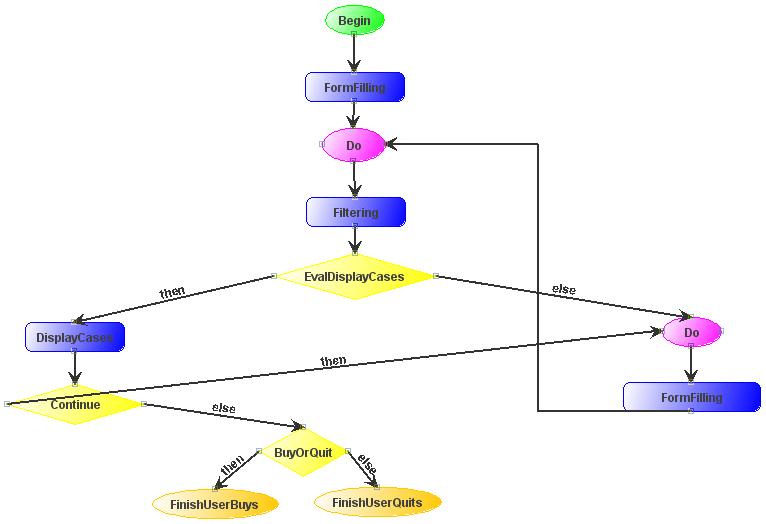 Begin
FormFilling
Do
Filtering
EvalDisplayCases
then
else
DisplayCases
Do
then
Continue
FormFilling
else
BuyOrQuit
then
else
FinishUserBuys
FinishUserQuits